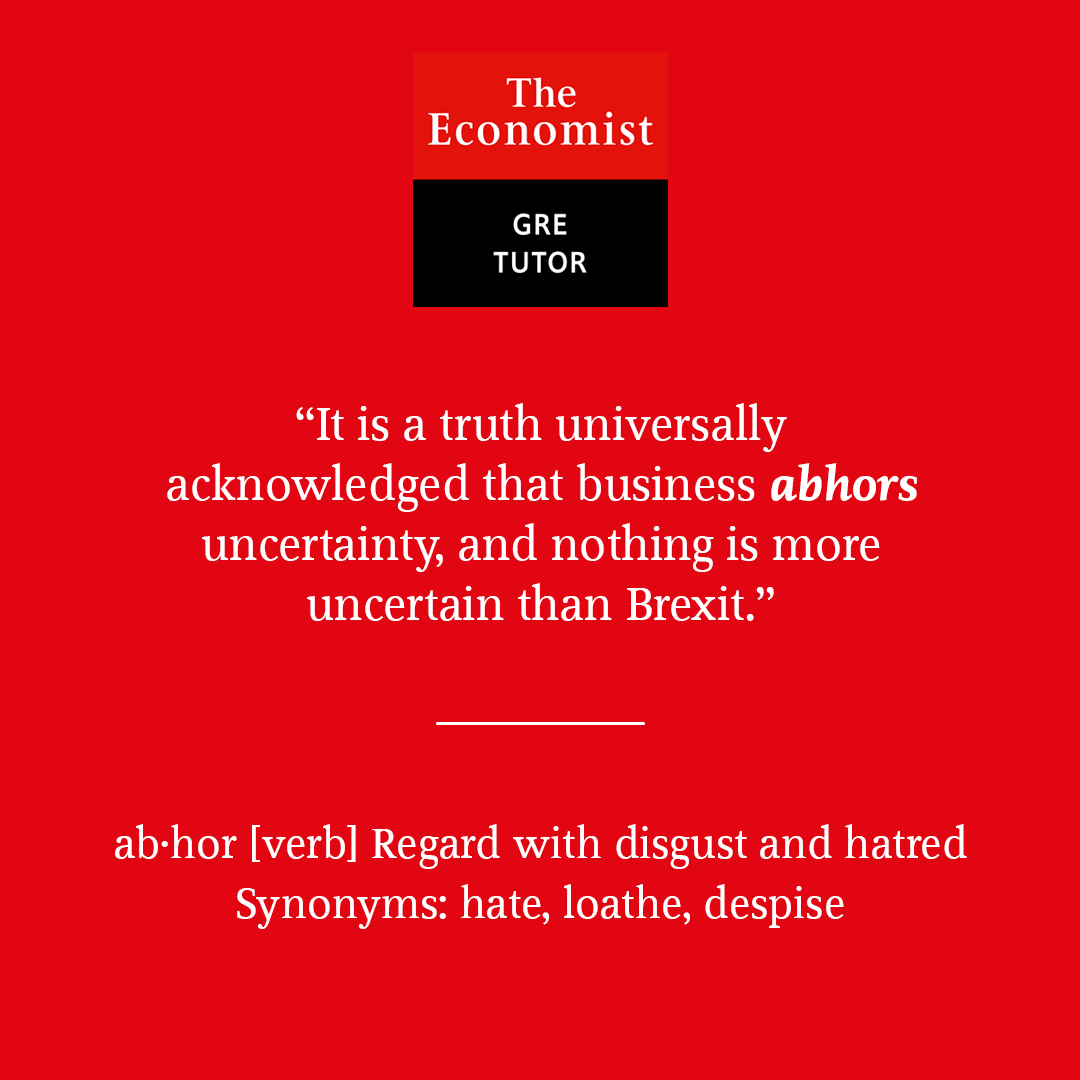 The
Economist
GRE
TUTOR
“It is a truth universally
acknowledged that business abhors
uncertainty, and nothing is more
uncertain than Brexit.”
ab·hor [verb] Regard with disgust and hatred
Synonyms: hate, loathe, despise